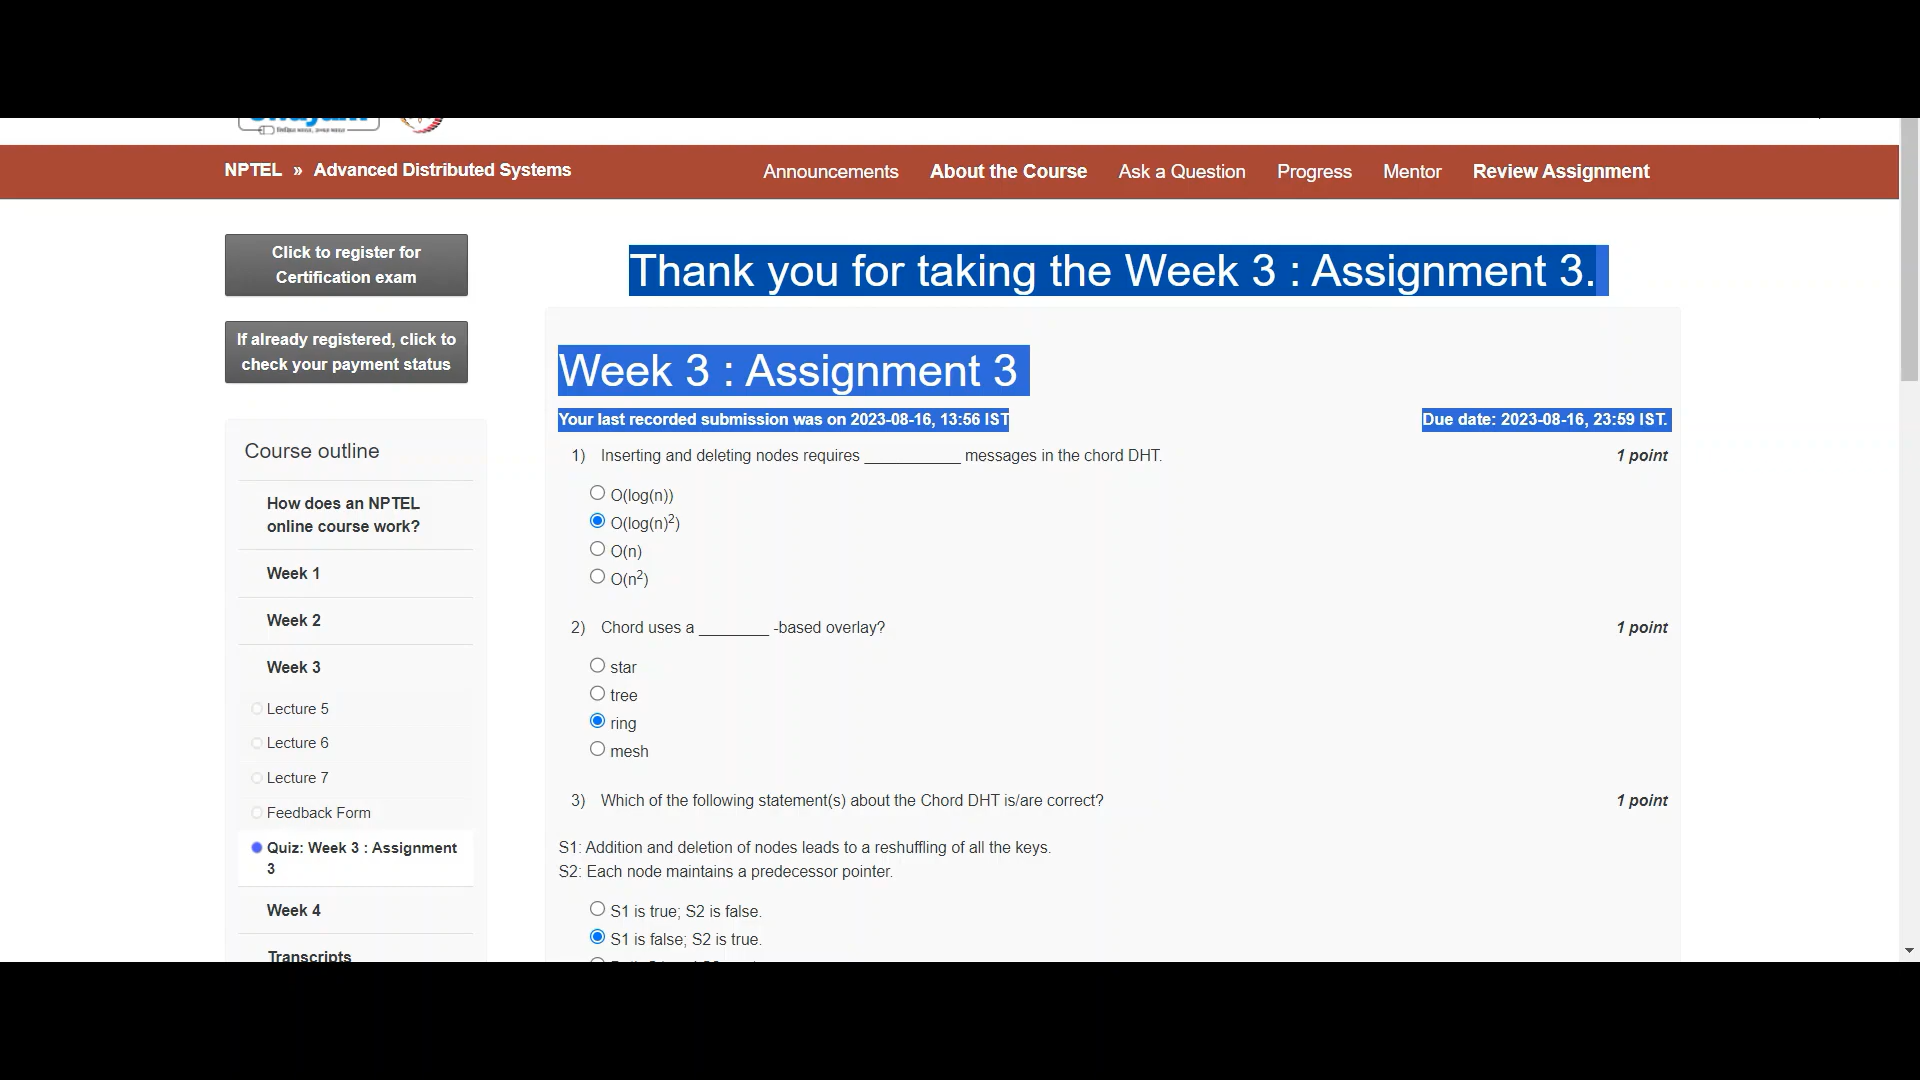 NPTEL » Advanced Distributed Systems
Announcements About the Course Ask a Question Progress Mentor Review Assignment
Click to register for
Certification exam
If already registered, click to
check your payment status
Course outline
How does an NPTEL
online course work?
Week 1
Week 2
Week 3
Lecture 5
Lecture 6
Lecture 7
Feedback Form
Quiz: Week 3 : Assignment
3
Week 4
Transcripts
Thank you for taking the Week 3 : Assignment 3.
Week 3 : Assignment 3
Your last recorded submission was on 2023-08-16, 13:56 IST Due date: 2023-08-16, 23:59 IST.
1) Inserting and deleting nodes requires ___________ messages in the chord DHT. 1 point
O(log(n))
O(log(n)²)
O(n)
O(n²)
2) Chord uses a ________ -based overlay? 1 point
star
tree
ring
mesh
3) Which of the following statement(s) about the Chord DHT is/are correct? 1 point
S1: Addition and deletion of nodes leads to a reshuffling of all the keys.
S2: Each node maintains a predecessor pointer.
S1 is true; S2 is false.
S1 is false; S2 is true.